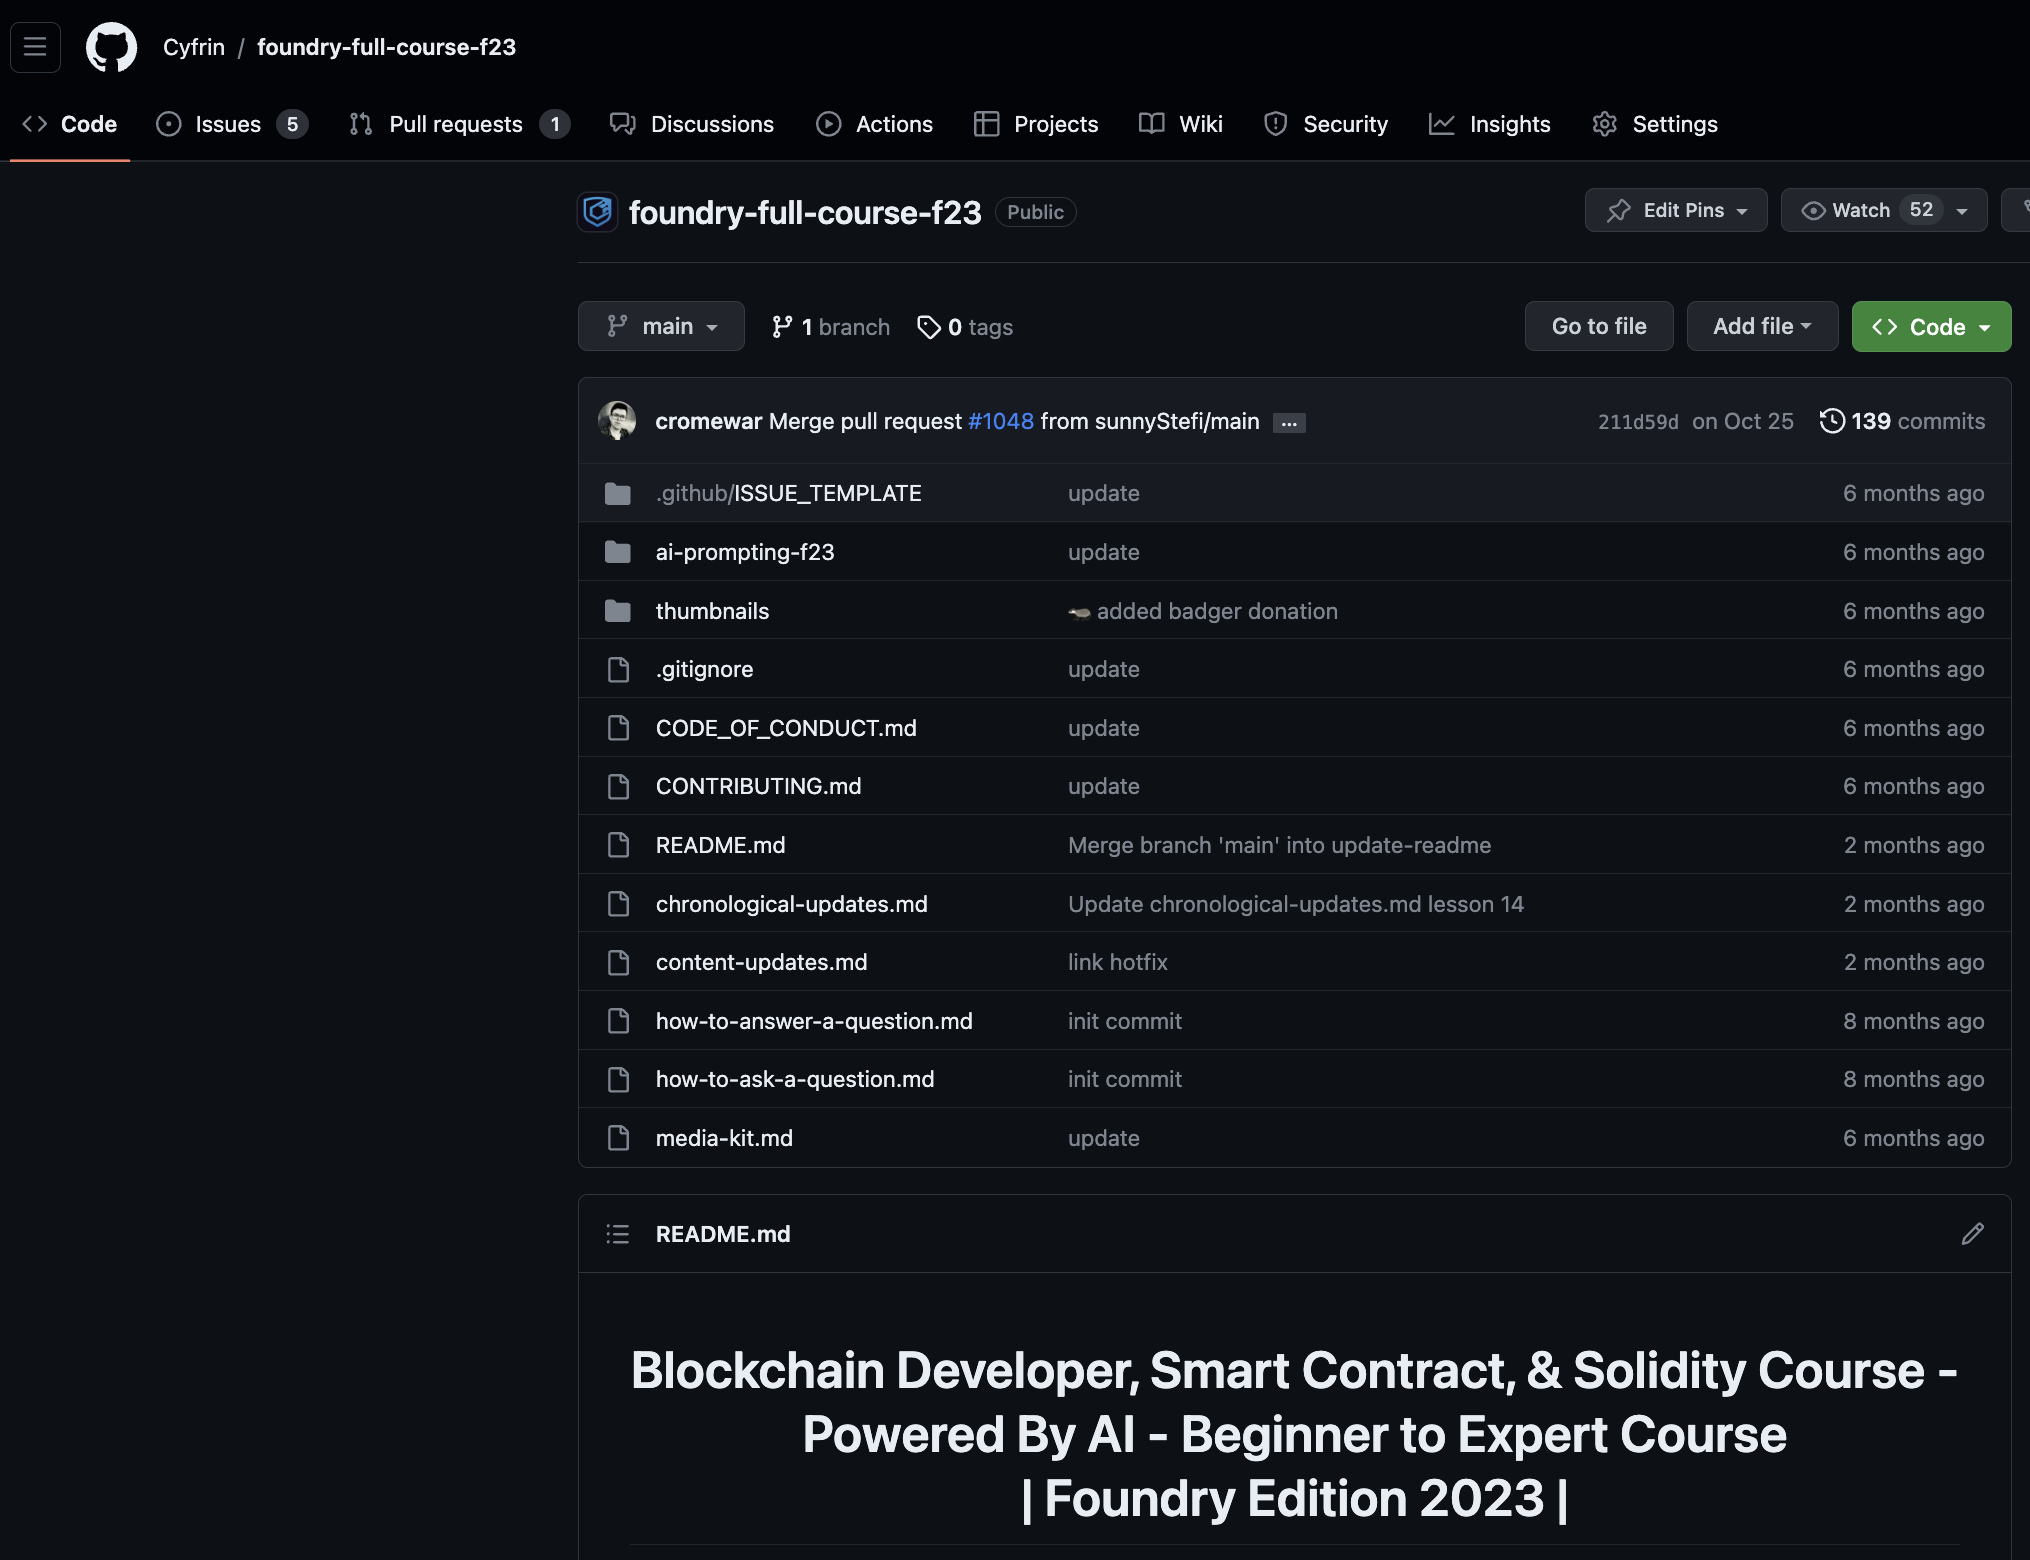 Cyfrin / foundry-full-course-f23
Code Issues 5 Pull requests 1 Discussions Actions Projects Wiki Security Insights Settings
foundry-full-course-f23 Public Edit Pins Watch 52
main 1 branch 0 tags Go to file Add file Code
cromewar Merge pull request #1048 from sunnyStefi/main ... 211d59d on Oct 25 139 commits
.github/ISSUE_TEMPLATE update 6 months ago
ai-prompting-f23 update 6 months ago
thumbnails 🦡 added badger donation 6 months ago
.gitignore update 6 months ago
CODE_OF_CONDUCT.md update 6 months ago
CONTRIBUTING.md update 6 months ago
README.md Merge branch 'main' into update-readme 2 months ago
chronological-updates.md Update chronological-updates.md lesson 14 2 months ago
content-updates.md link hotfix 2 months ago
how-to-answer-a-question.md init commit 8 months ago
how-to-ask-a-question.md init commit 8 months ago
media-kit.md update 6 months ago
README.md
Blockchain Developer, Smart Contract, & Solidity Course -
Powered By AI - Beginner to Expert Course
| Foundry Edition 2023 |